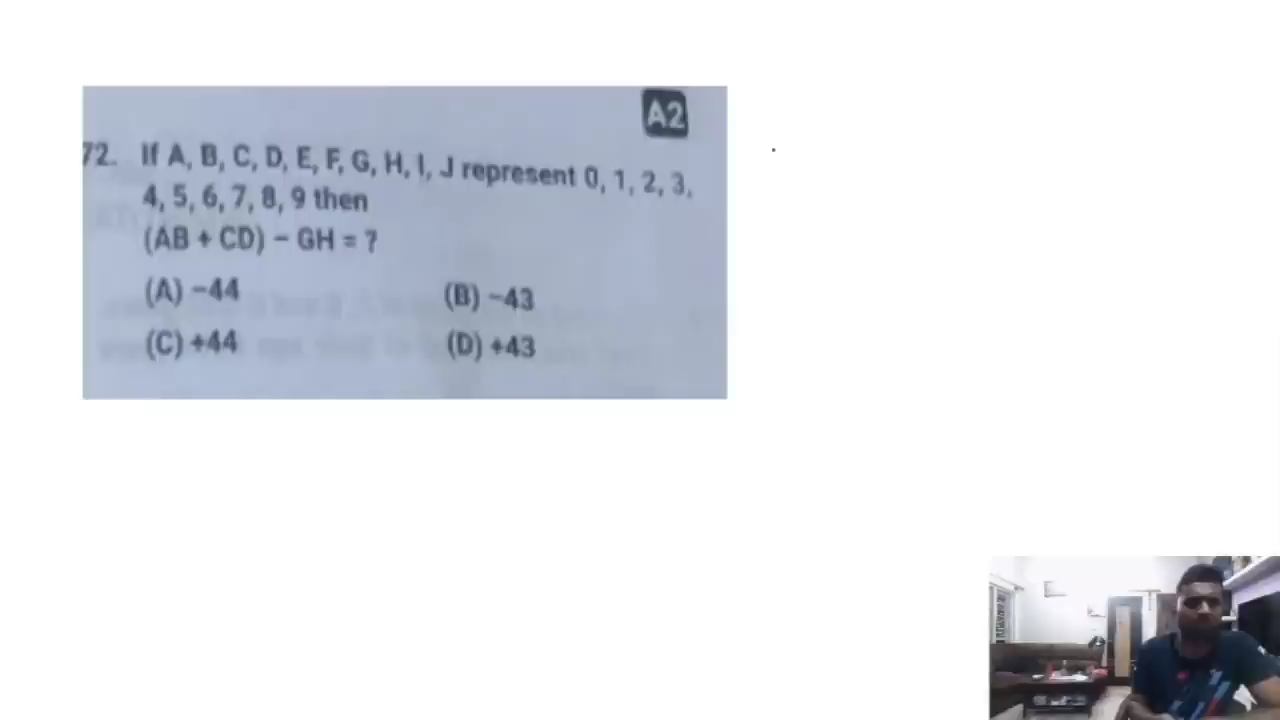 A2
72. If A, B, C, D, E, F, G, H, I, J represent 0, 1, 2, 3,
4, 5, 6, 7, 8, 9 then
(AB + CD) – GH = ?
(A) –44 (B) –43
(C) +44 (D) +43